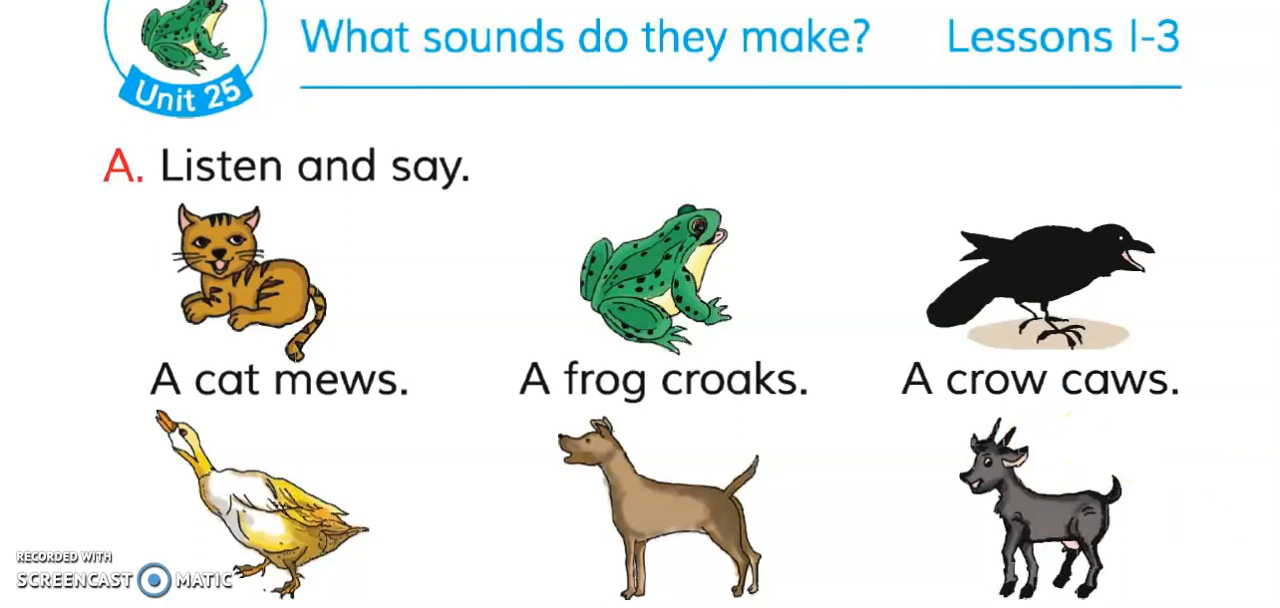 What sounds do they make? Lessons 1-3
Unit 25
A. Listen and say.
A cat mews. A frog croaks. A crow caws.
RECORDED WITH
SCREENCAST MATIC